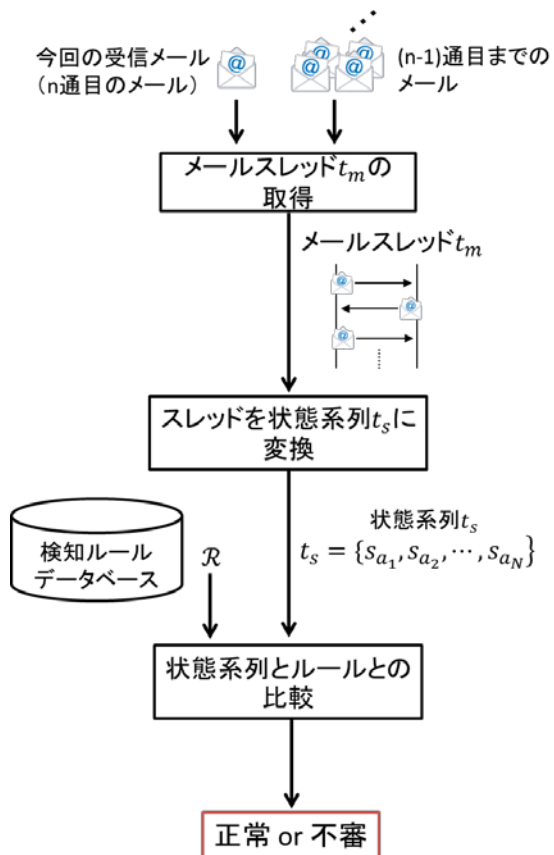 今回の受信メール
（n通目のメール）
(n-1)通目までの
メール
メールスレッドt_mの
取得
メールスレッドt_m
スレッドを状態系列t_sに
変換
検知ルール
データベース
ℛ
状態系列t_s
t_s = {s_{a_1}, s_{a_2}, ⋯, s_{a_N}}
状態系列とルールとの
比較
正常 or 不審